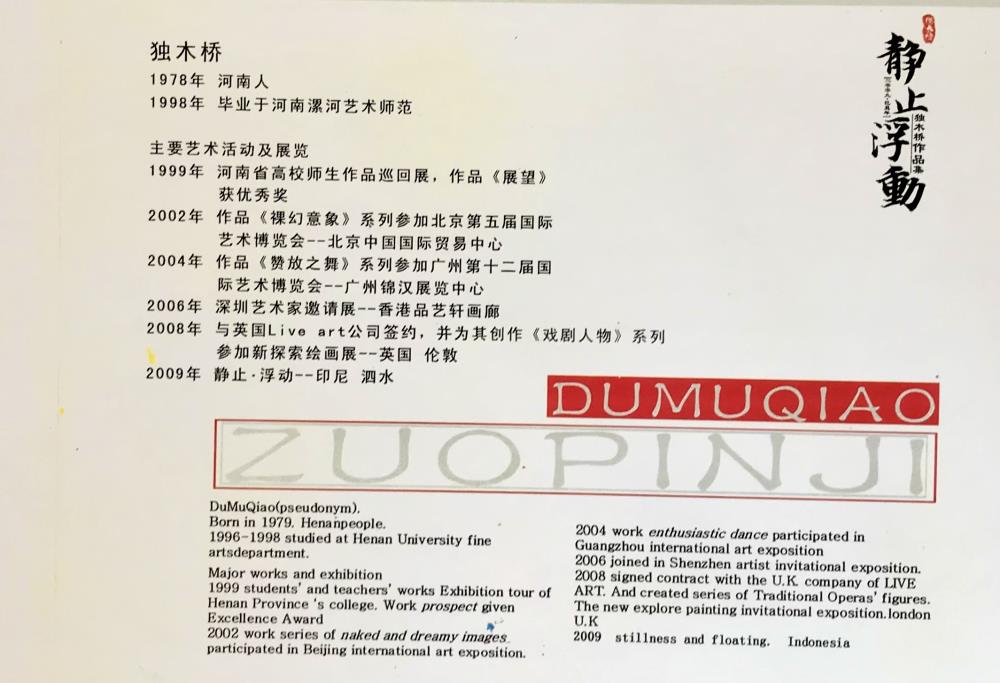 独木桥
1978年 河南人
1998年 毕业于河南漯河艺术师范
主要艺术活动及展览
1999年 河南省高校师生作品巡回展，作品《展望》
获优秀奖
2002年 作品《裸幻意象》系列参加北京第五届国际
艺术博览会--北京中国国际贸易中心
2004年 作品《赞放之舞》系列参加广州第十二届国
际艺术博览会--广州锦汉展览中心
2006年 深圳艺术家邀请展--香港品艺轩画廊
2008年 与英国Live art公司签约，并为其创作《戏剧人物》系列
参加新探索绘画展--英国 伦敦
2009年 静止·浮动--印尼 泗水
静止浮動
独木桥作品集
DUMUQIAO
ZUOPINJI
DuMuQiao(pseudonym).
Born in 1979. Henanpeople.
1996-1998 studied at Henan University fine
artsdepartment.
Major works and exhibition
1999 students' and teachers' works Exhibition tour of
Henan Province 's college. Work prospect given
Excellence Award
2002 work series of naked and dreamy images
participated in Beijing international art exposition.
2004 work enthusiastic dance participated in
Guangzhou international art exposition
2006 joined in Shenzhen artist invitational exposition.
2008 signed contract with the U.K. company of LIVE
ART. And created series of Traditional Operas' figures.
The new explore painting invitational exposition.london
U.K
2009 stillness and floating. Indonesia